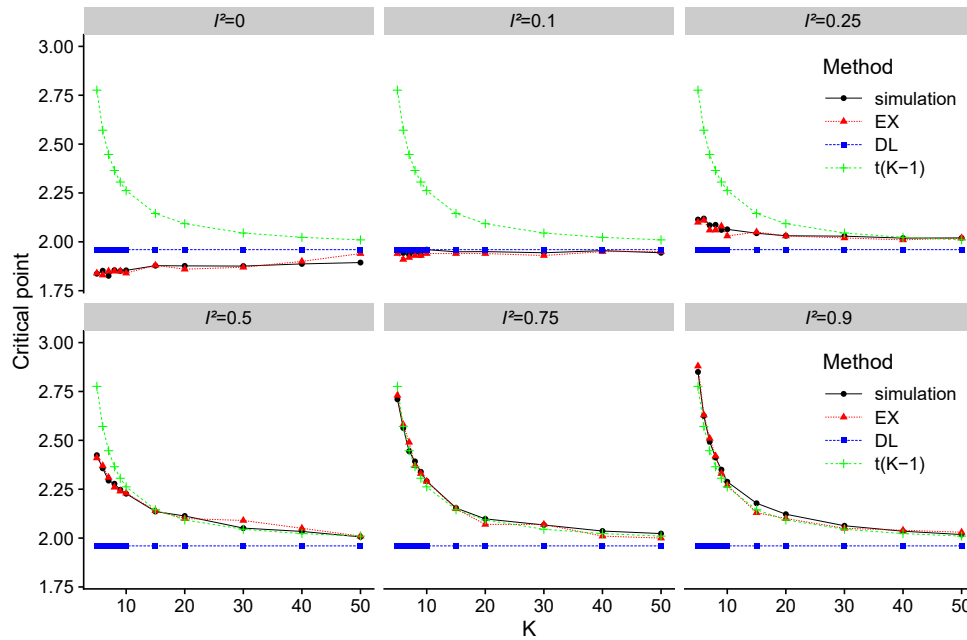 I²=0
I²=0.1
I²=0.25
3.00
2.75
2.50
2.25
2.00
1.75
Method
simulation
EX
DL
t(K−1)
Critical point
I²=0.5
I²=0.75
I²=0.9
3.00
2.75
2.50
2.25
2.00
1.75
Method
simulation
EX
DL
t(K−1)
10 20 30 40 50
10 20 30 40 50
10 20 30 40 50
K